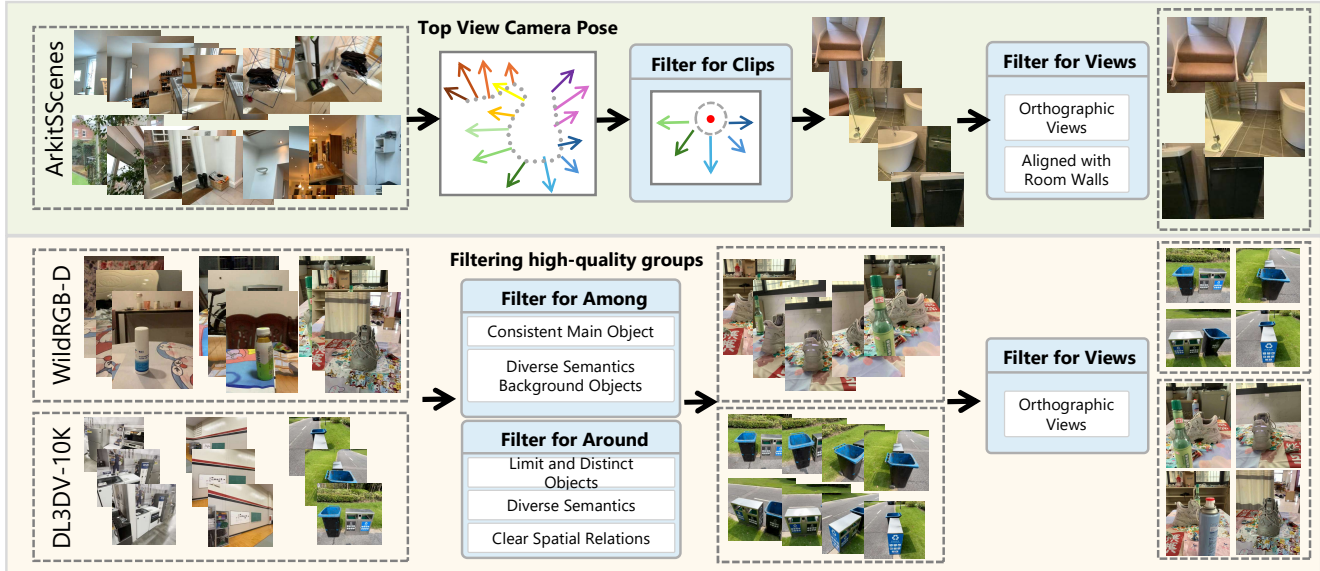 ArkitSScenes
Top View Camera Pose
Filter for Clips
Filter for Views
Orthographic
Views
Aligned with
Room Walls
WildRGB-D
DL3DV-10K
Filtering high-quality groups
Filter for Among
Consistent Main Object
Diverse Semantics
Background Objects
Filter for Around
Limit and Distinct
Objects
Diverse Semantics
Clear Spatial Relations
Filter for Views
Orthographic
Views